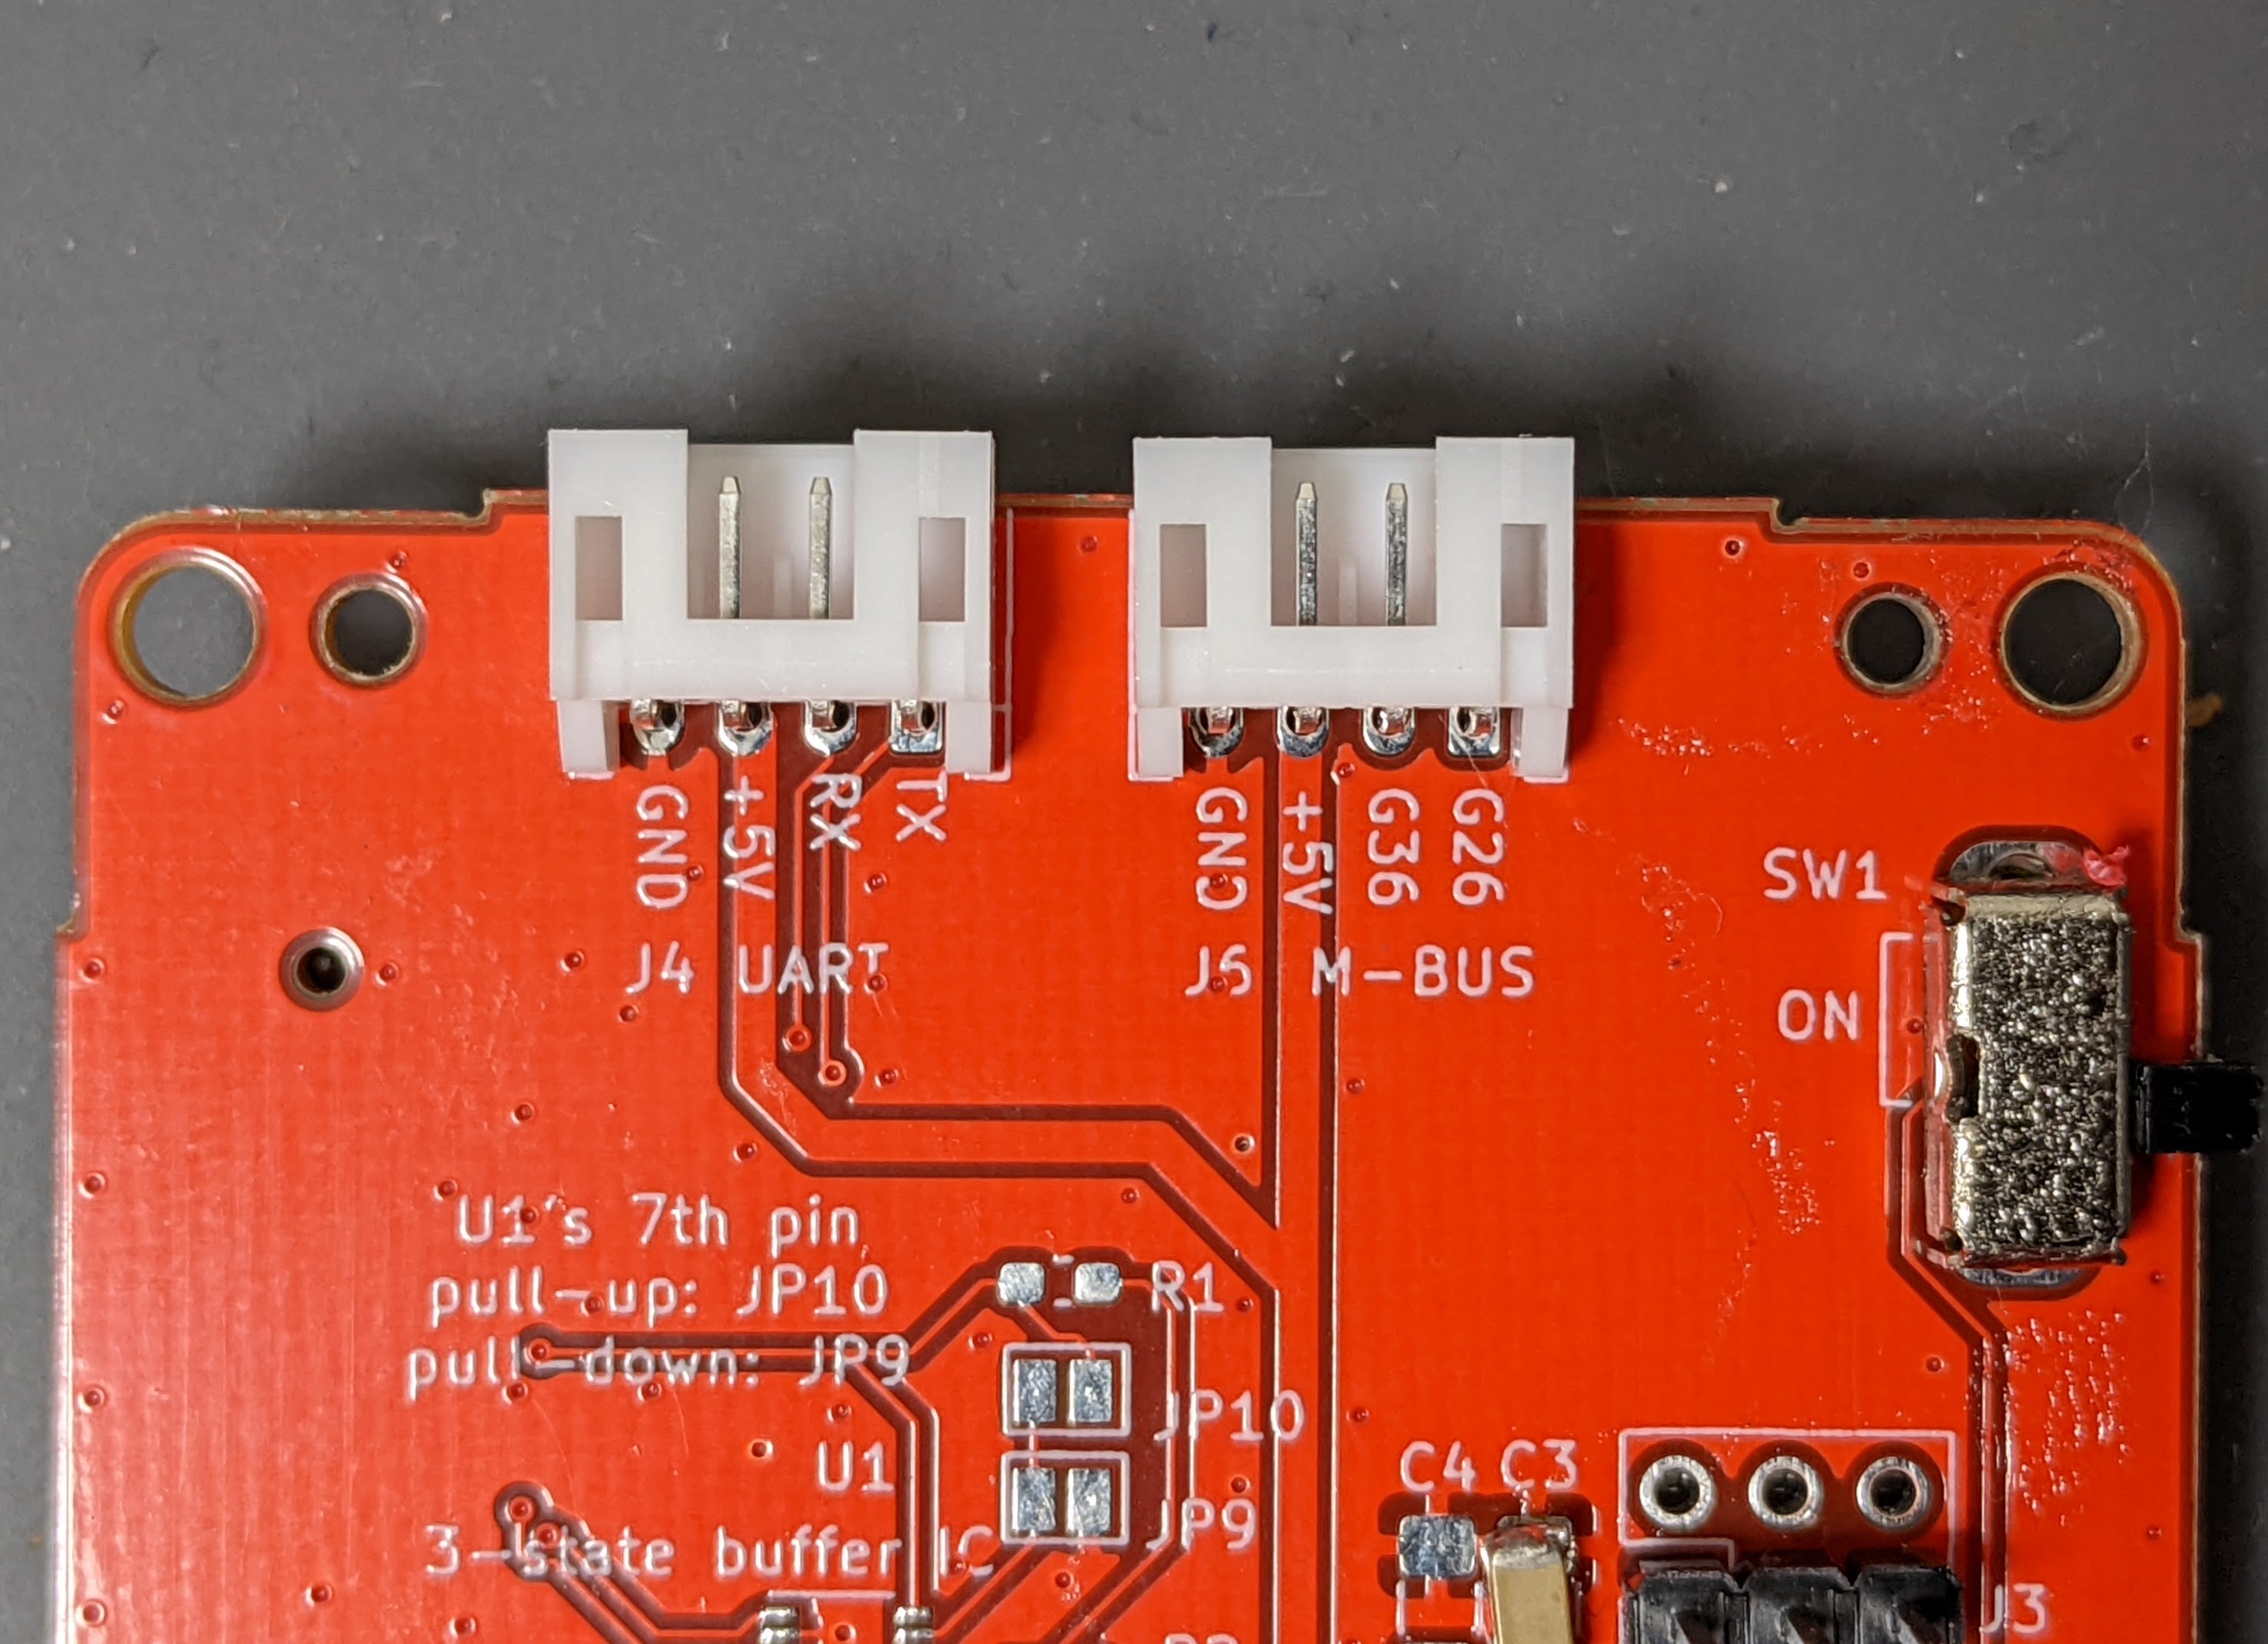 GND +5V RX TX
GND +5V G36 G26
J4 UART
J5 M-BUS
SW1
ON
U1's 7th pin
pull-up: JP10
pull-down: JP9
R1
JP10
U1
JP9
3-state buffer IC
C4 C3
J3